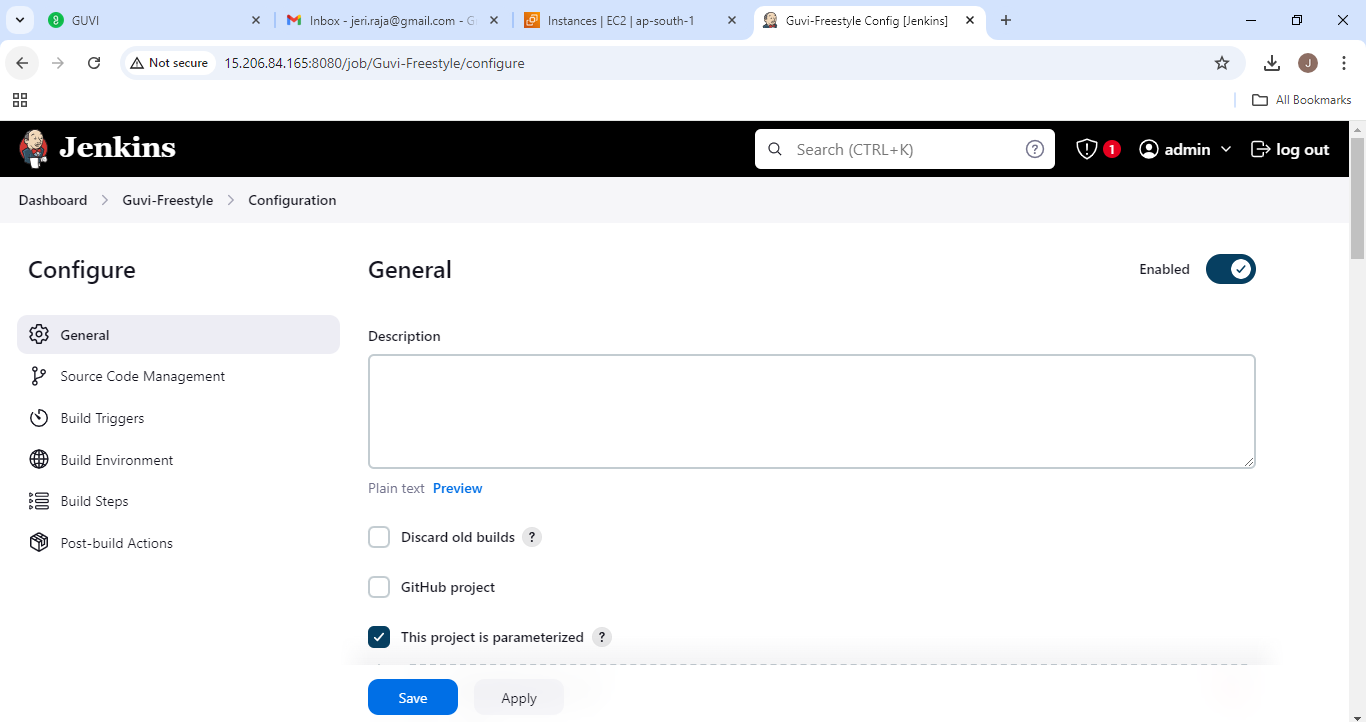 GUVI
Inbox - jeri.raja@gmail.com - G
Instances | EC2 | ap-south-1
Guvi-Freestyle Config [Jenkins]
Not secure
15.206.84.165:8080/job/Guvi-Freestyle/configure
J
All Bookmarks
Jenkins
Search (CTRL+K)
?
1
admin
log out
Dashboard
Guvi-Freestyle
Configuration
Configure
General
Source Code Management
Build Triggers
Build Environment
Build Steps
Post-build Actions
General
Enabled
Description
Plain text Preview
Discard old builds ?
GitHub project
This project is parameterized ?
Save
Apply